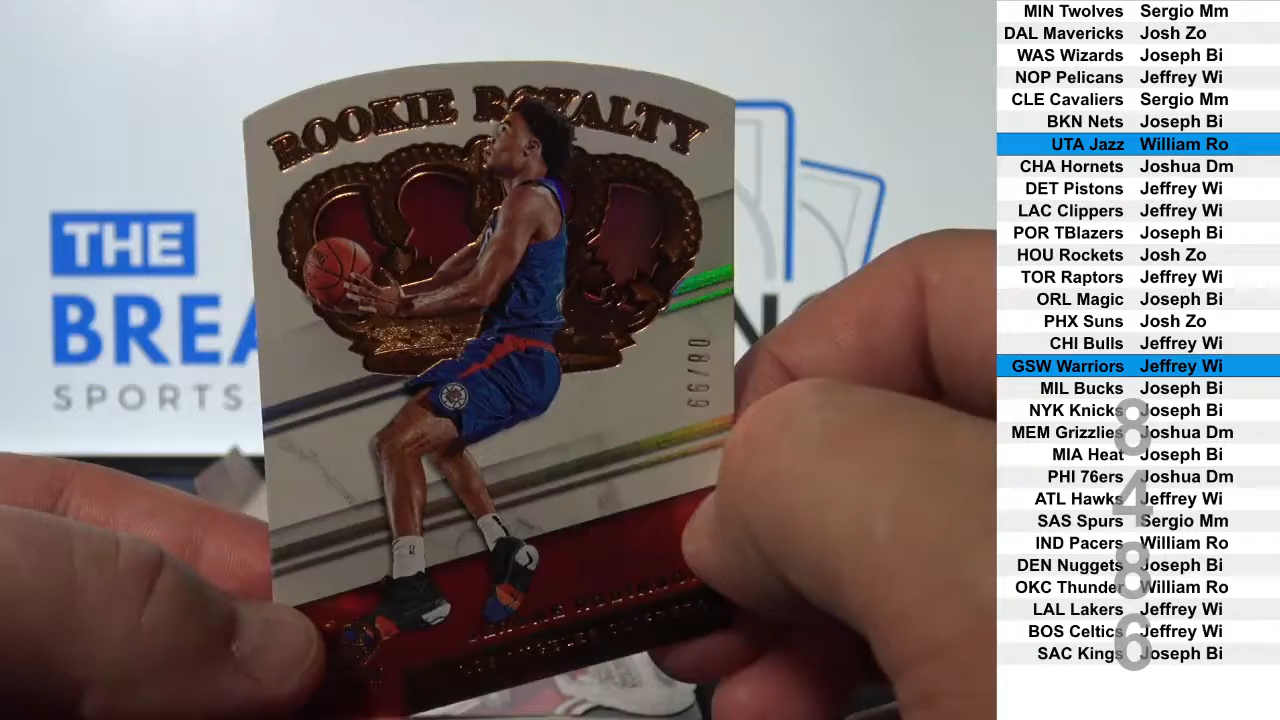 ROOKIE ROYALTY
08/99
THE
BREA
SPORTS
MIN Twolves Sergio Mm
DAL Mavericks Josh Zo
WAS Wizards Joseph Bi
NOP Pelicans Jeffrey Wi
CLE Cavaliers Sergio Mm
BKN Nets Joseph Bi
UTA Jazz William Ro
CHA Hornets Joshua Dm
DET Pistons Jeffrey Wi
LAC Clippers Jeffrey Wi
POR TBlazers Joseph Bi
HOU Rockets Josh Zo
TOR Raptors Jeffrey Wi
ORL Magic Joseph Bi
PHX Suns Josh Zo
CHI Bulls Jeffrey Wi
GSW Warriors Jeffrey Wi
MIL Bucks Joseph Bi
NYK Knicks Joseph Bi
MEM Grizzlies Joshua Dm
MIA Heat Joseph Bi
PHI 76ers Joshua Dm
ATL Hawks Jeffrey Wi
SAS Spurs Sergio Mm
IND Pacers William Ro
DEN Nuggets Joseph Bi
OKC Thunder William Ro
LAL Lakers Jeffrey Wi
BOS Celtics Jeffrey Wi
SAC Kings Joseph Bi
8
4
8
6